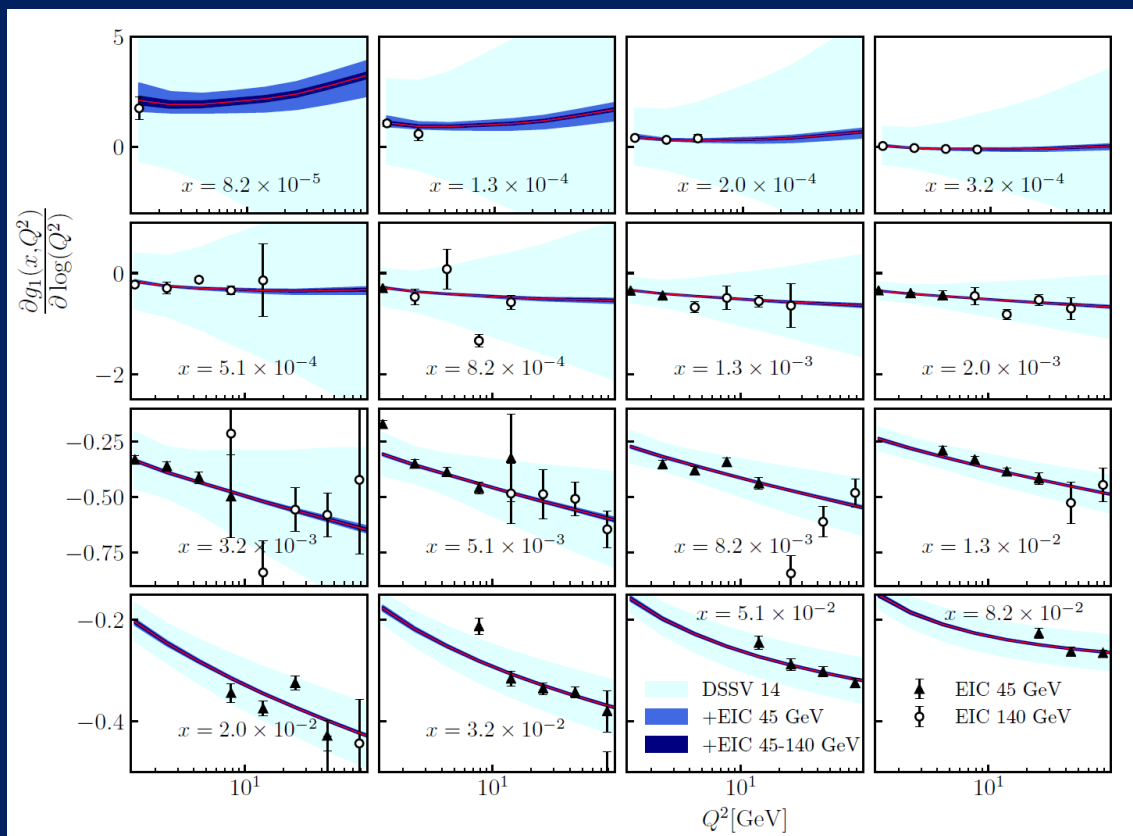 ∂g₁(x,Q²)
∂ log(Q²)
5
0
x = 8.2 × 10⁻⁵
x = 1.3 × 10⁻⁴
x = 2.0 × 10⁻⁴
x = 3.2 × 10⁻⁴
0
−2
x = 5.1 × 10⁻⁴
x = 8.2 × 10⁻⁴
x = 1.3 × 10⁻³
x = 2.0 × 10⁻³
−0.25
−0.50
−0.75
x = 3.2 × 10⁻³
x = 5.1 × 10⁻³
x = 8.2 × 10⁻³
x = 1.3 × 10⁻²
−0.2
−0.4
x = 2.0 × 10⁻²
x = 3.2 × 10⁻²
x = 5.1 × 10⁻²
x = 8.2 × 10⁻²
DSSV 14
+EIC 45 GeV
+EIC 45-140 GeV
EIC 45 GeV
EIC 140 GeV
10¹ 10¹ 10¹ 10¹
Q²[GeV]